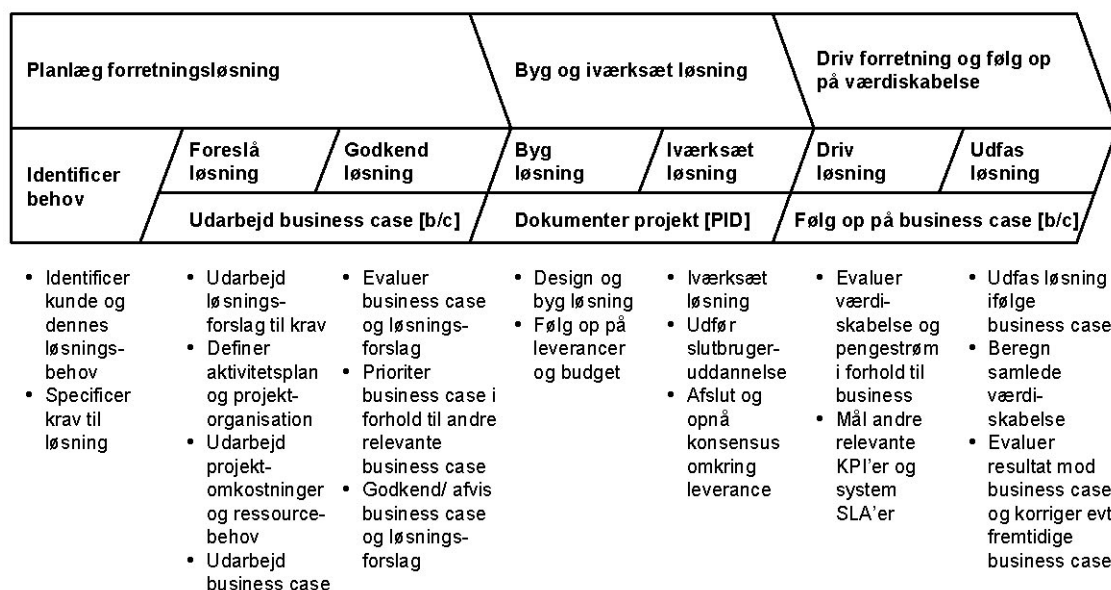 Planlæg forretningsløsning
Byg og iværksæt løsning
Driv forretning og følg op
på værdiskabelse
Identificer
behov
Foreslå
løsning
Godkend
løsning
Udarbejd business case [b/c]
Byg
løsning
Iværksæt
løsning
Dokumenter projekt [PID]
Driv
løsning
Udfas
løsning
Følg op på business case [b/c]
• Identificer
kunde og
dennes
løsnings-
behov
• Specificer
krav til
løsning
• Udarbejd
løsnings-
forslag til krav
• Definer
aktivitetsplan
og projekt-
organisation
• Udarbejd
projekt-
omkostninger
og ressource-
behov
• Udarbejd
business case
• Evaluer
business case
og løsnings-
forslag
• Prioriter
business case i
forhold til andre
relevante
business case
• Godkend/ afvis
business case
og løsnings-
forslag
• Design og
byg løsning
• Følg op på
leverancer
og budget
• Iværksæt
løsning
• Udfør
slutbruger-
uddannelse
• Afslut og
opnå
konsensus
omkring
leverance
• Evaluer
værdi-
skabelse og
pengestrøm
i forhold til
business
• Mål andre
relevante
KPI'er og
system
SLA'er
• Udfas løsning
ifølge
business case
• Beregn
samlede
værdi-
skabelse
• Evaluer
resultat mod
business case
og korriger evt
fremtidige
business case